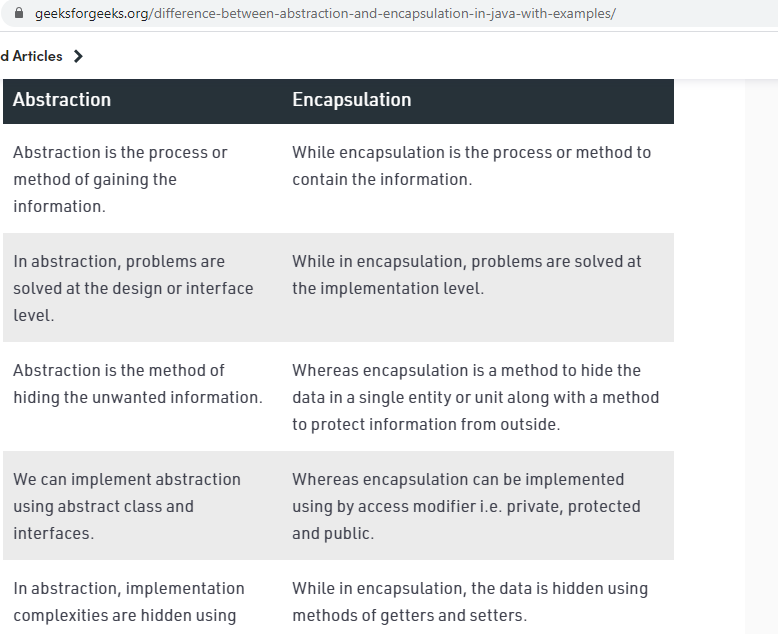 geeksforgeeks.org/difference-between-abstraction-and-encapsulation-in-java-with-examples/
d Articles
Abstraction Encapsulation
Abstraction is the process or
method of gaining the
information.
While encapsulation is the process or method to
contain the information.
In abstraction, problems are
solved at the design or interface
level.
While in encapsulation, problems are solved at
the implementation level.
Abstraction is the method of
hiding the unwanted information.
Whereas encapsulation is a method to hide the
data in a single entity or unit along with a method
to protect information from outside.
We can implement abstraction
using abstract class and
interfaces.
Whereas encapsulation can be implemented
using by access modifier i.e. private, protected
and public.
In abstraction, implementation
complexities are hidden using
While in encapsulation, the data is hidden using
methods of getters and setters.